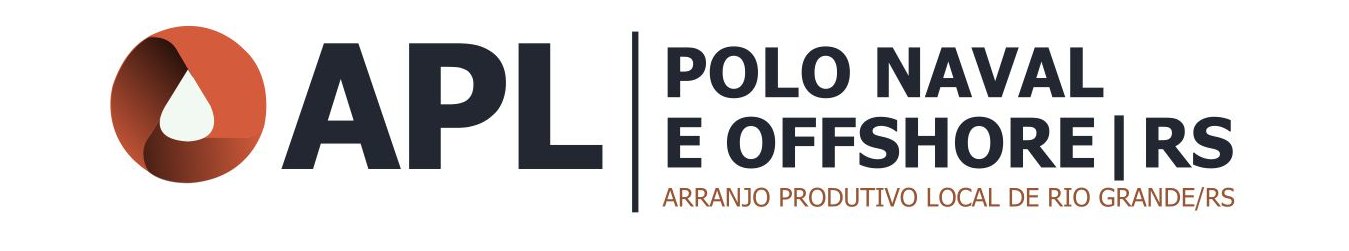 APL
POLO NAVAL
E OFFSHORE|RS
ARRANJO PRODUTIVO LOCAL DE RIO GRANDE/RS